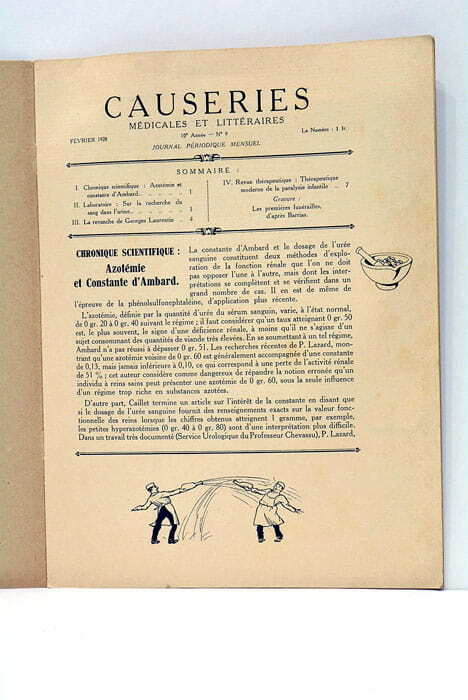 CAUSERIES
MÉDICALES ET LITTÉRAIRES
FÉVRIER 1928
10e Année — N° 9
Le Numéro : 1 fr.
JOURNAL PÉRIODIQUE MENSUEL
SOMMAIRE :
I. Chronique scientifique : Azotémie et
constante d'Ambard. . . . . . 1
II. Laboratoire : Sur la recherche du
sang dans l'urine. . . . . . 1
III. La revanche de Georges Laurentin . . 4
IV. Revue thérapeutique : Thérapeutique
moderne de la paralysie infantile . . 7
Gravure :
Les premières funérailles,
d'après Barrias.
CHRONIQUE SCIENTIFIQUE :
Azotémie
et Constante d'Ambard.
La constante d'Ambard et le dosage de l'urée
sanguine constituent deux méthodes d'explo-
ration de la fonction rénale que l'on ne doit
pas opposer l'une à l'autre, mais dont les inter-
prétations se complètent et se vérifient dans un
grand nombre de cas. Il en est de même de
l'épreuve de la phénolsulfonephtaléine, d'application plus récente.
L'azotémie, définie par la quantité d'urée du sérum sanguin, varie, à l'état normal,
de 0 gr. 20 à 0 gr. 40 suivant le régime ; il faut considérer qu'un taux atteignant 0 gr. 50
est, le plus souvent, le signe d'une déficience rénale, à moins qu'il ne s'agisse d'un
sujet consommant des quantités de viande très élevées. En se soumettant à un tel régime,
Ambard n'a pas réussi à dépasser 0 gr. 51. Les recherches récentes de P. Lazard, mon-
trant qu'une azotémie voisine de 0 gr. 60 est généralement accompagnée d'une constante
de 0,13, mais jamais inférieure à 0,10, ce qui correspond à une perte de l'activité rénale
de 51 % ; cet auteur considère comme dangereux de répandre la notion erronée qu'un
individu à reins sains peut présenter une azotémie de 0 gr. 60, sous la seule influence
d'un régime trop riche en substances azotées.
D'autre part, Caillet termine un article sur l'intérêt de la constante en disant que
si le dosage de l'urée sanguine fournit des renseignements exacts sur la valeur fonc-
tionnelle des reins lorsque les chiffres obtenus atteignent 1 gramme, par exemple,
les petites hyperazotémies (0 gr. 40 à 0 gr. 80) sont d'une interprétation plus difficile.
Dans un travail très documenté (Service Urologique du Professeur Chevassu), P. Lazard,